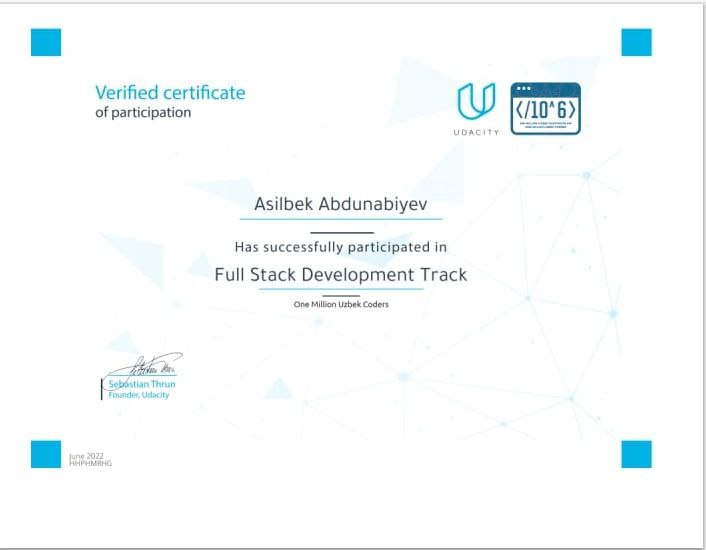 Verified certificate
of participation
UDACITY
</10^6>
Asilbek Abdunabiyev
Has successfully participated in
Full Stack Development Track
One Million Uzbek Coders
Sebastian Thrun
Founder, Udacity
June 2022
HHPHMRHG